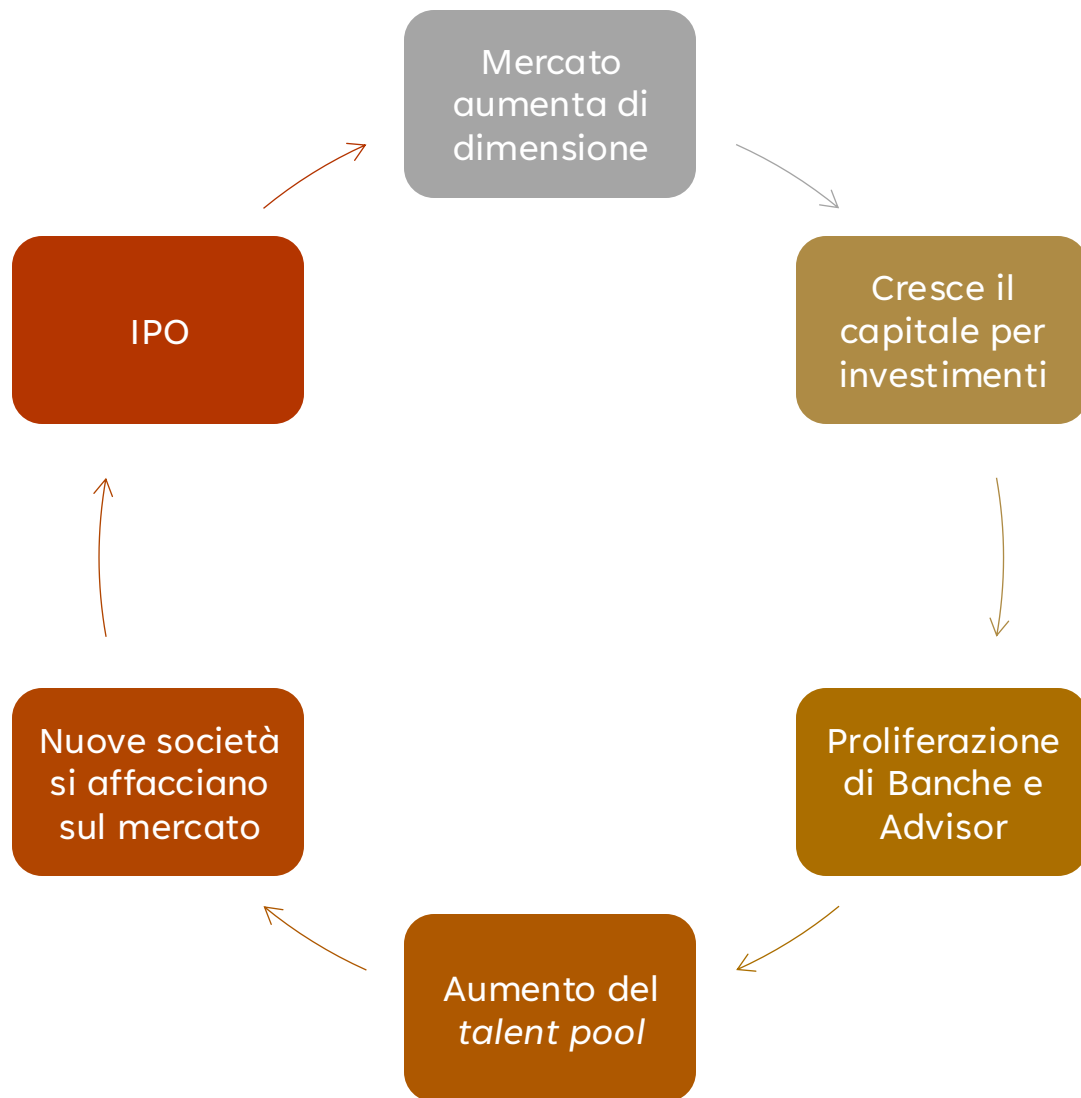 Mercato
aumenta di
dimensione
Cresce il
capitale per
investimenti
Proliferazione
di Banche e
Advisor
Aumento del
talent pool
Nuove società
si affacciano
sul mercato
IPO